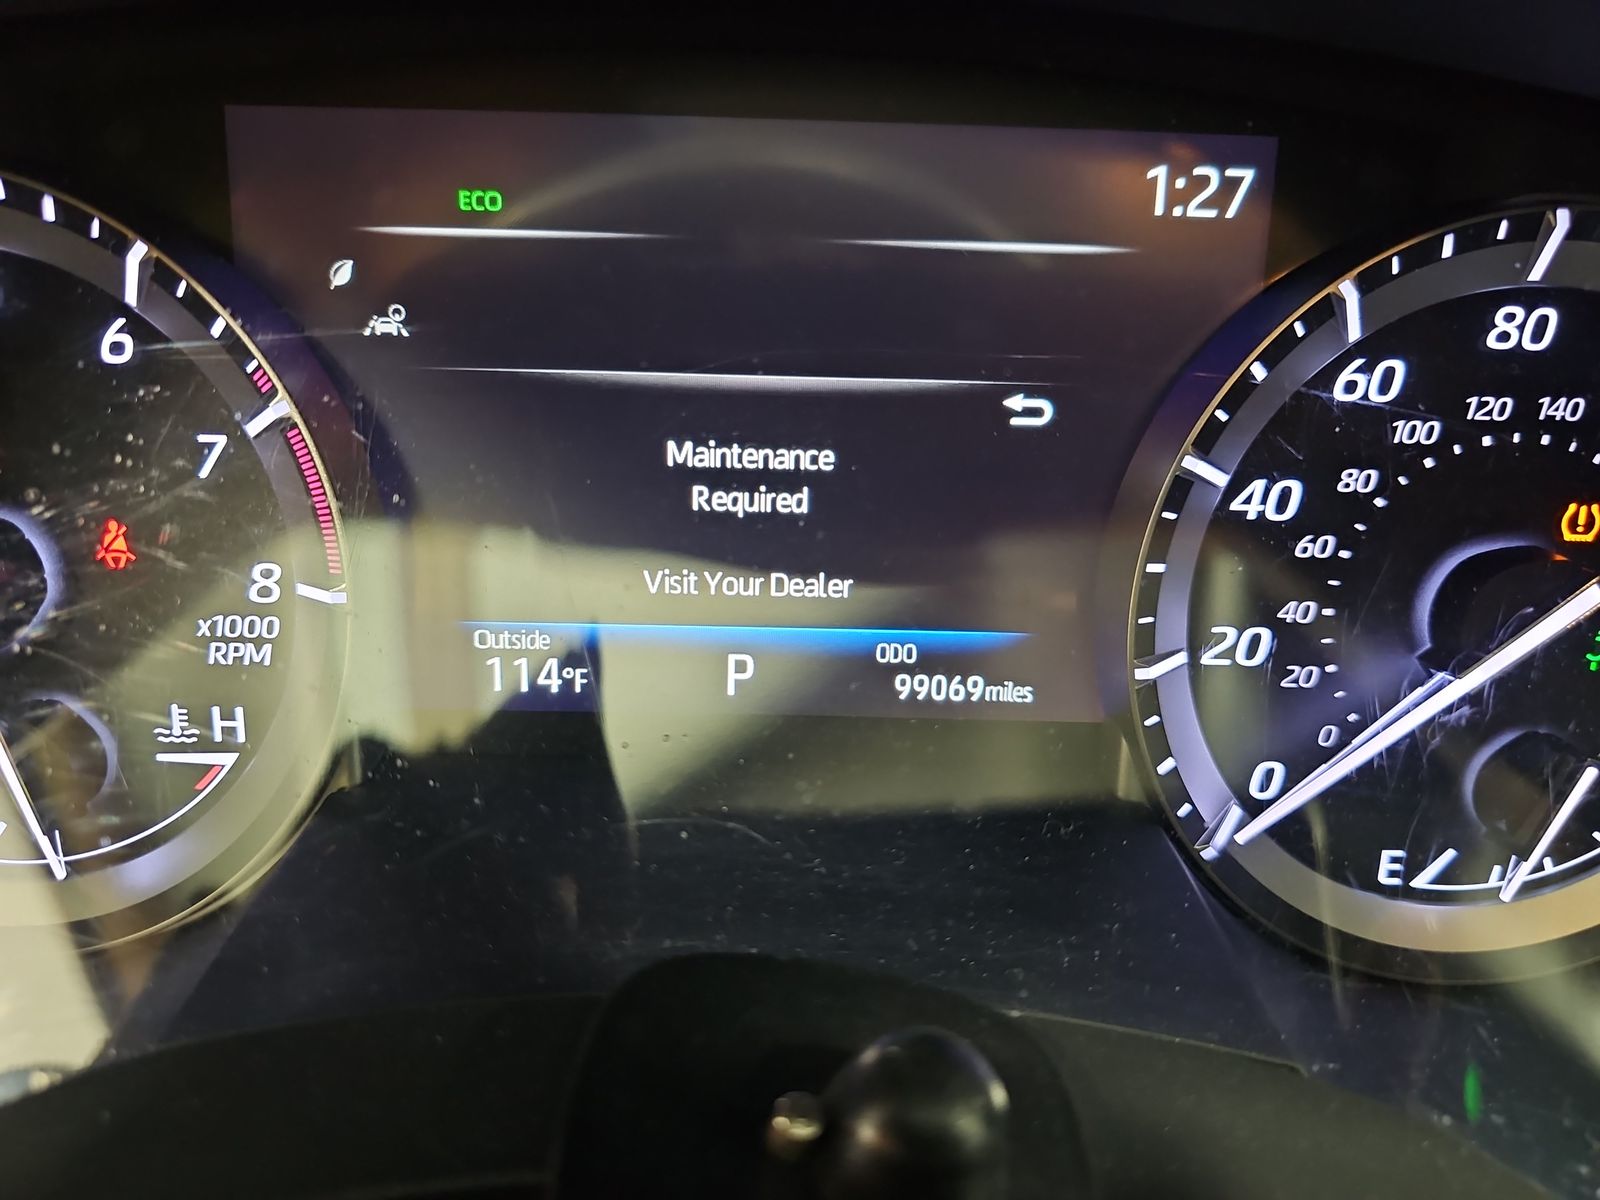 ECO
1:27
Maintenance
Required
Visit Your Dealer
Outside
114°F
P
ODO
99069miles
6
7
8
x1000
RPM
H
0
20
40
60
80
0
20
40
60
80
100
120
140
E